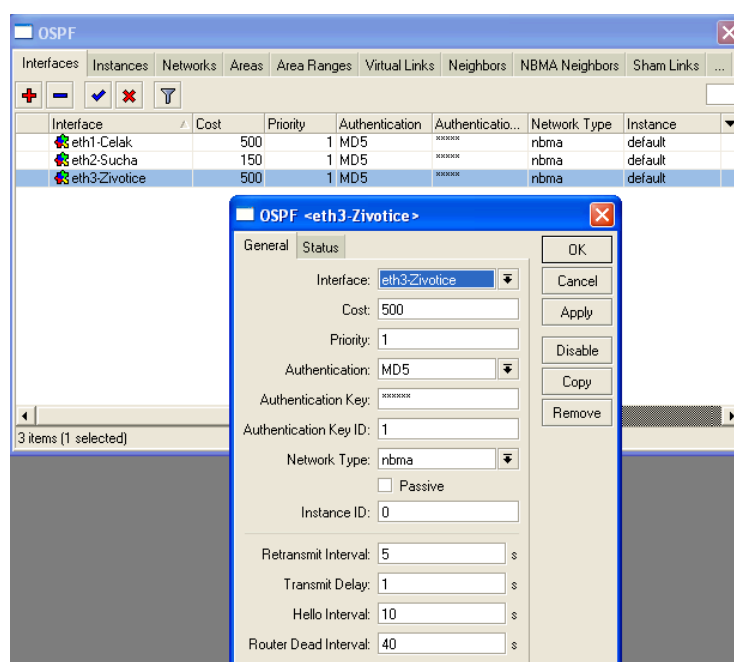 OSPF
Interfaces Instances Networks Areas Area Ranges Virtual Links Neighbors NBMA Neighbors Sham Links ...
Interface Cost Priority Authentication Authenticatio... Network Type Instance
eth1-Celak 500 1 MD5 ***** nbma default
eth2-Sucha 150 1 MD5 ***** nbma default
eth3-Zivotice 500 1 MD5 ***** nbma default
3 items (1 selected)
OSPF <eth3-Zivotice>
General Status
Interface: eth3-Zivotice
Cost: 500
Priority: 1
Authentication: MD5
Authentication Key: ******
Authentication Key ID: 1
Network Type: nbma
Passive
Instance ID: 0
Retransmit Interval: 5 s
Transmit Delay: 1 s
Hello Interval: 10 s
Router Dead Interval: 40 s
OK
Cancel
Apply
Disable
Copy
Remove